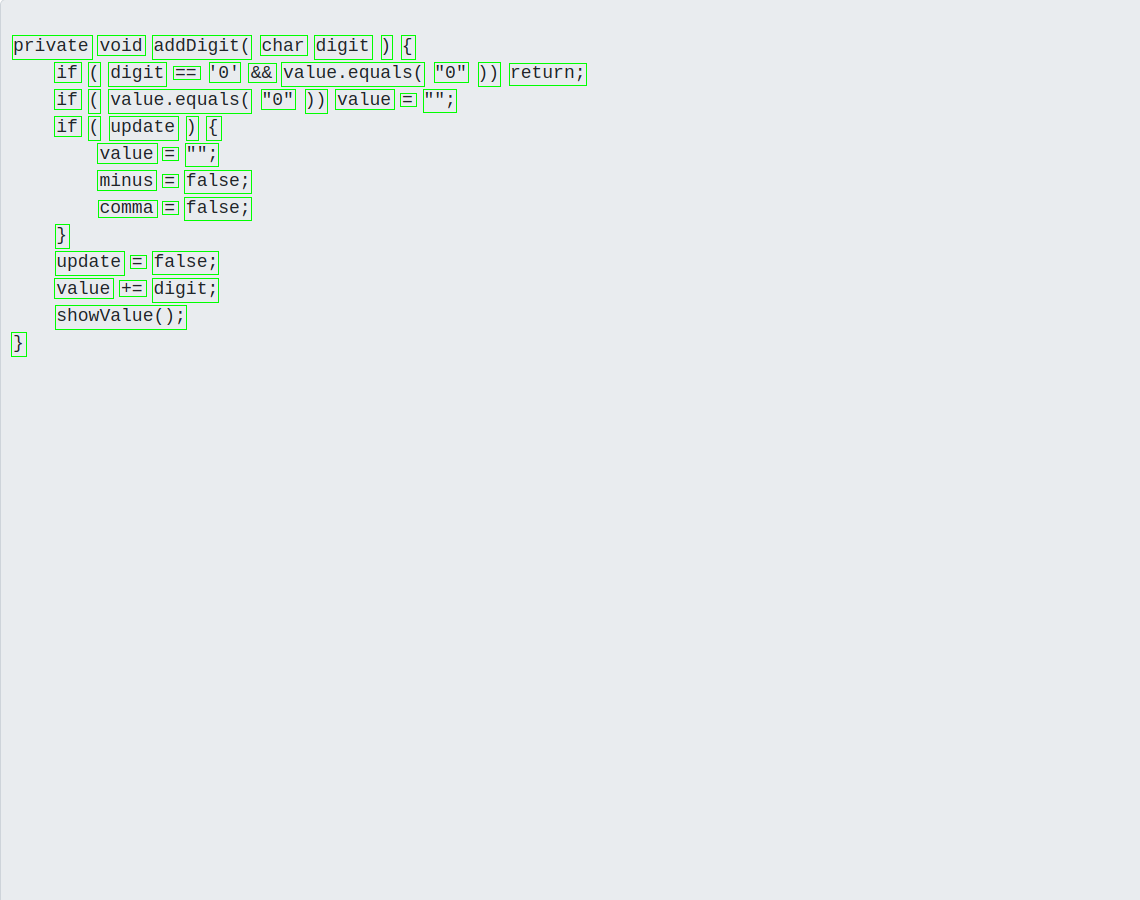 private void addDigit( char digit ) {
    if ( digit == '0' && value.equals( "0" )) return;
    if ( value.equals( "0" )) value = "";
    if ( update ) {
        value = "";
        minus = false;
        comma = false;
    }
    update = false;
    value += digit;
    showValue();
}